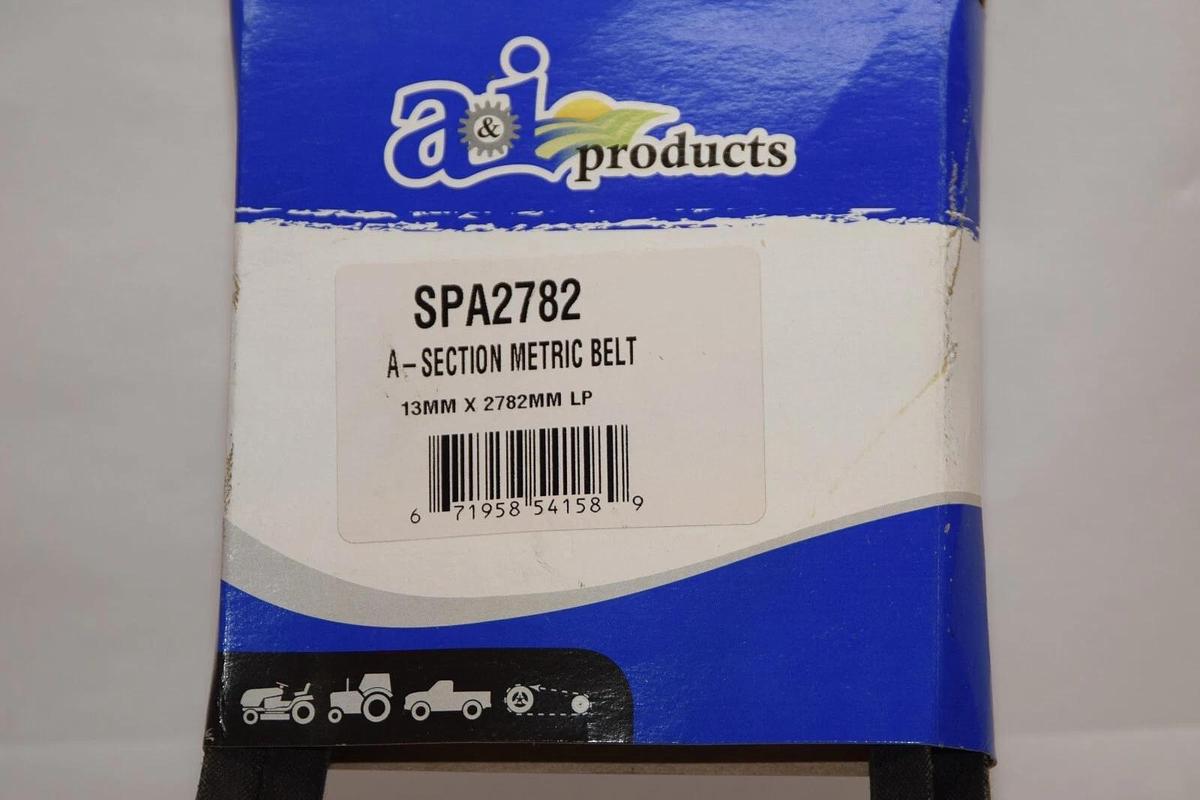 a&i products
SPA2782
A-SECTION METRIC BELT
13MM X 2782MM LP
6 71958 54158 9